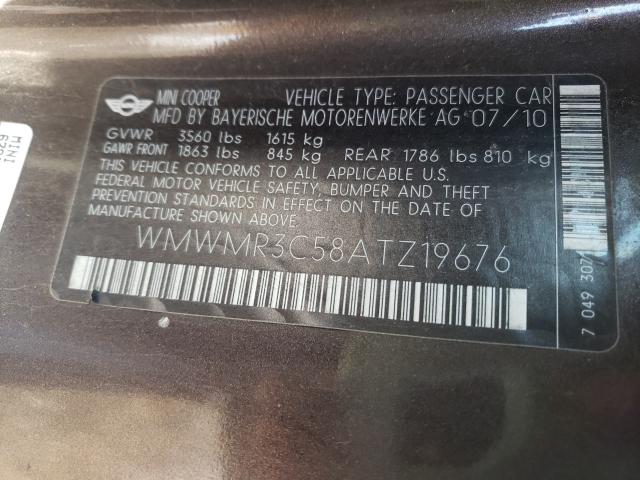 MINI COOPER VEHICLE TYPE: PASSENGER CAR
MFD BY BAYERISCHE MOTORENWERKE AG 07/10
GVWR 3560 lbs 1615 kg
GAWR FRONT 1863 lbs 845 kg REAR 1786 lbs 810 kg
THIS VEHICLE CONFORMS TO ALL APPLICABLE U.S.
FEDERAL MOTOR VEHICLE SAFETY, BUMPER AND THEFT
PREVENTION STANDARDS IN EFFECT ON THE DATE OF
MANUFACTURE SHOWN ABOVE.
WMWMR3C58ATZ19676
7 049 307
MINI